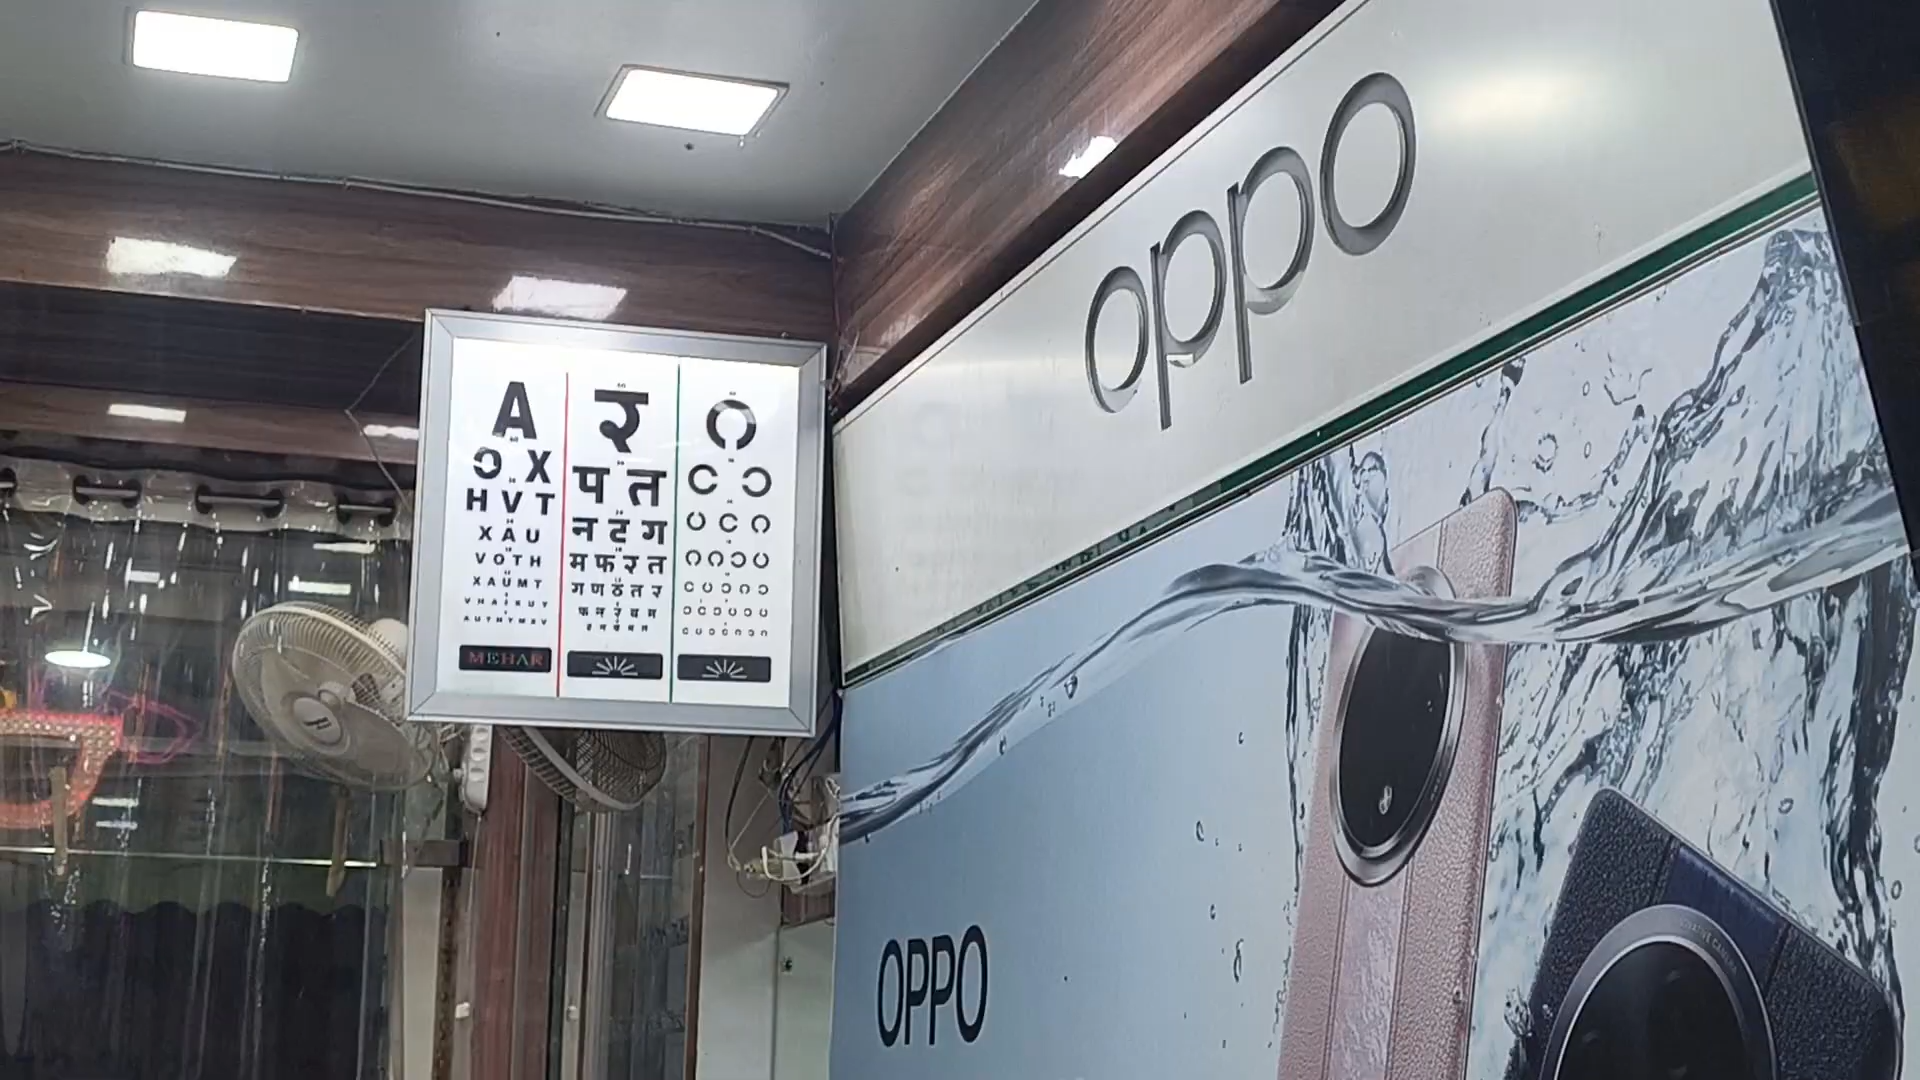 A
X
H V T
X A U
V O T H
X A U M T
MEHAR
र
प त
न ट ग
म फ र त
ग ण ठ त र
oppo
OPPO